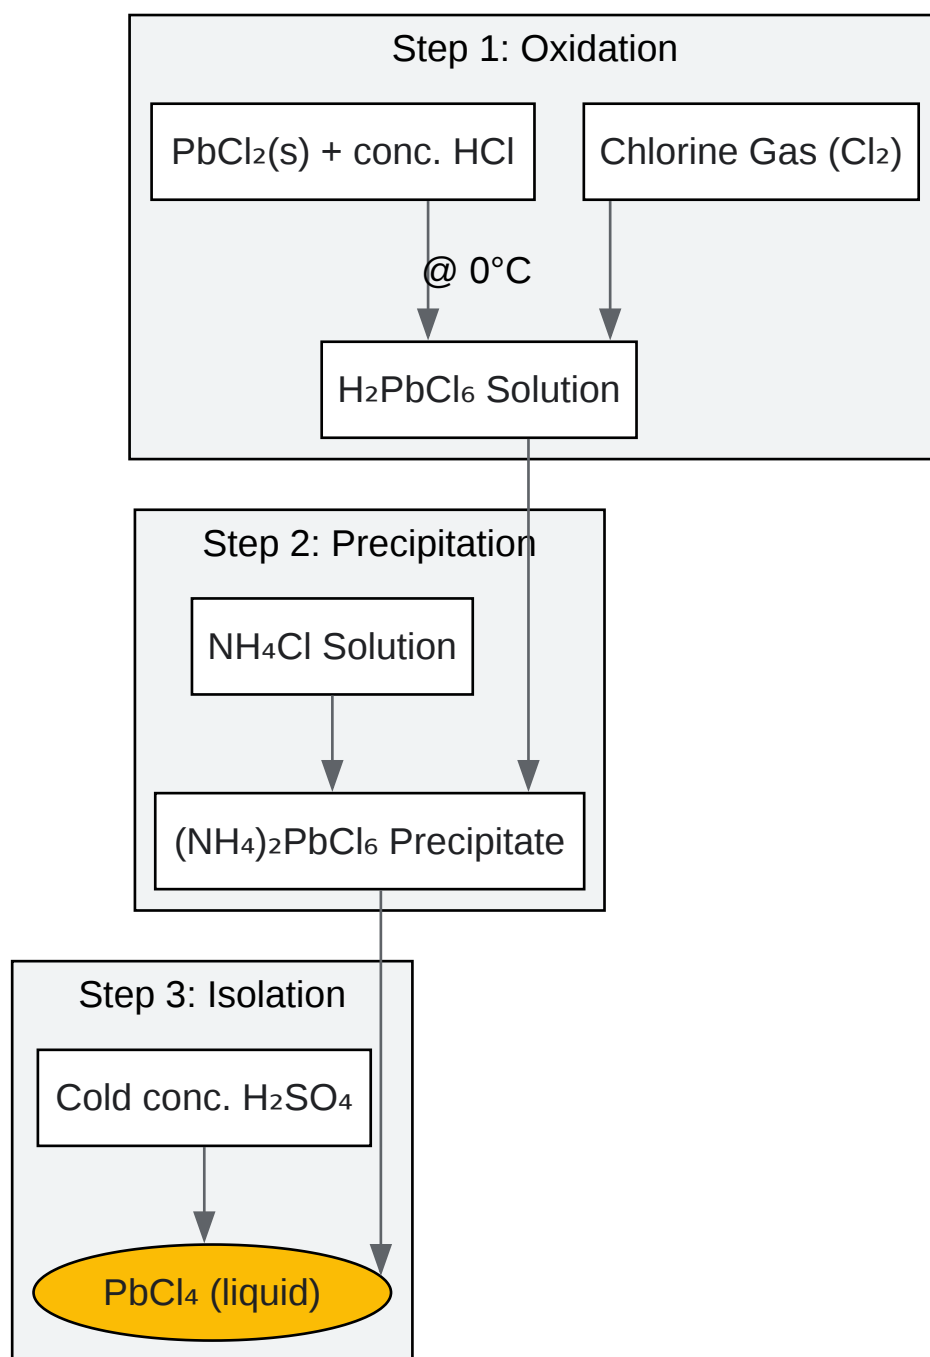 Step 1: Oxidation
PbCl₂(s) + conc. HCl
Chlorine Gas (Cl₂)
@ 0°C
H₂PbCl₆ Solution
Step 2: Precipitation
NH₄Cl Solution
(NH₄)₂PbCl₆ Precipitate
Step 3: Isolation
Cold conc. H₂SO₄
PbCl₄ (liquid)